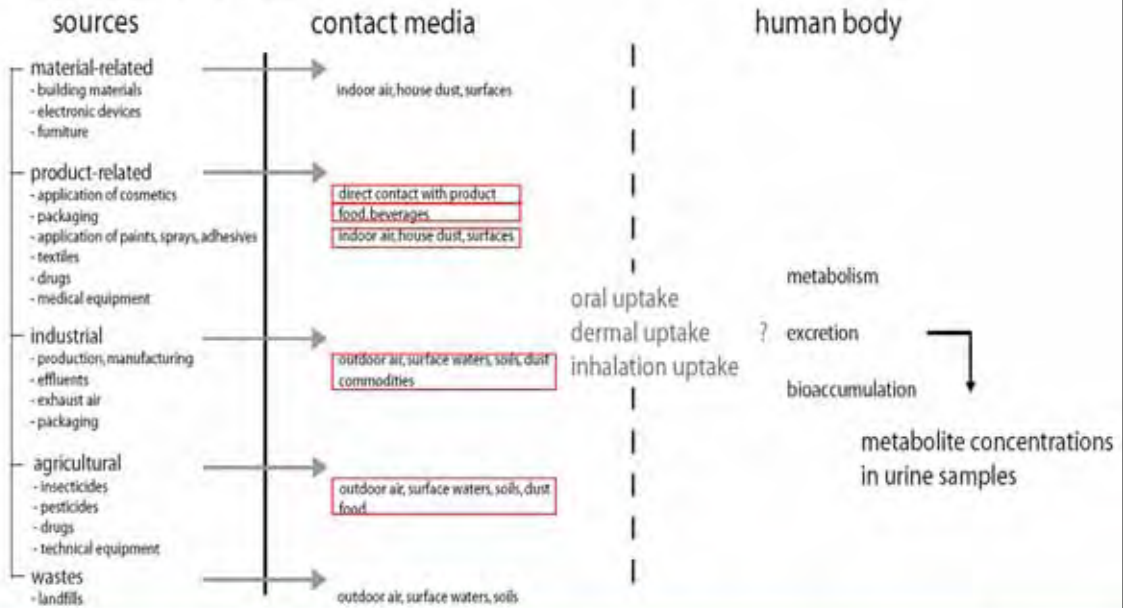 sources
contact media
human body
material-related
- building materials
- electronic devices
- furniture
indoor air, house dust, surfaces
product-related
- application of cosmetics
- packaging
- application of paints, sprays, adhesives
- textiles
- drugs
- medical equipment
direct contact with product
food, beverages
indoor air, house dust, surfaces
industrial
- production, manufacturing
- effluents
- exhaust air
- packaging
outdoor air, surface waters, soils, dust
commodities
agricultural
- insecticides
- pesticides
- drugs
- technical equipment
outdoor air, surface waters, soils, dust
food
wastes
- landfills
outdoor air, surface waters, soils
oral uptake
dermal uptake
inhalation uptake
?
metabolism
excretion
bioaccumulation
metabolite concentrations
in urine samples